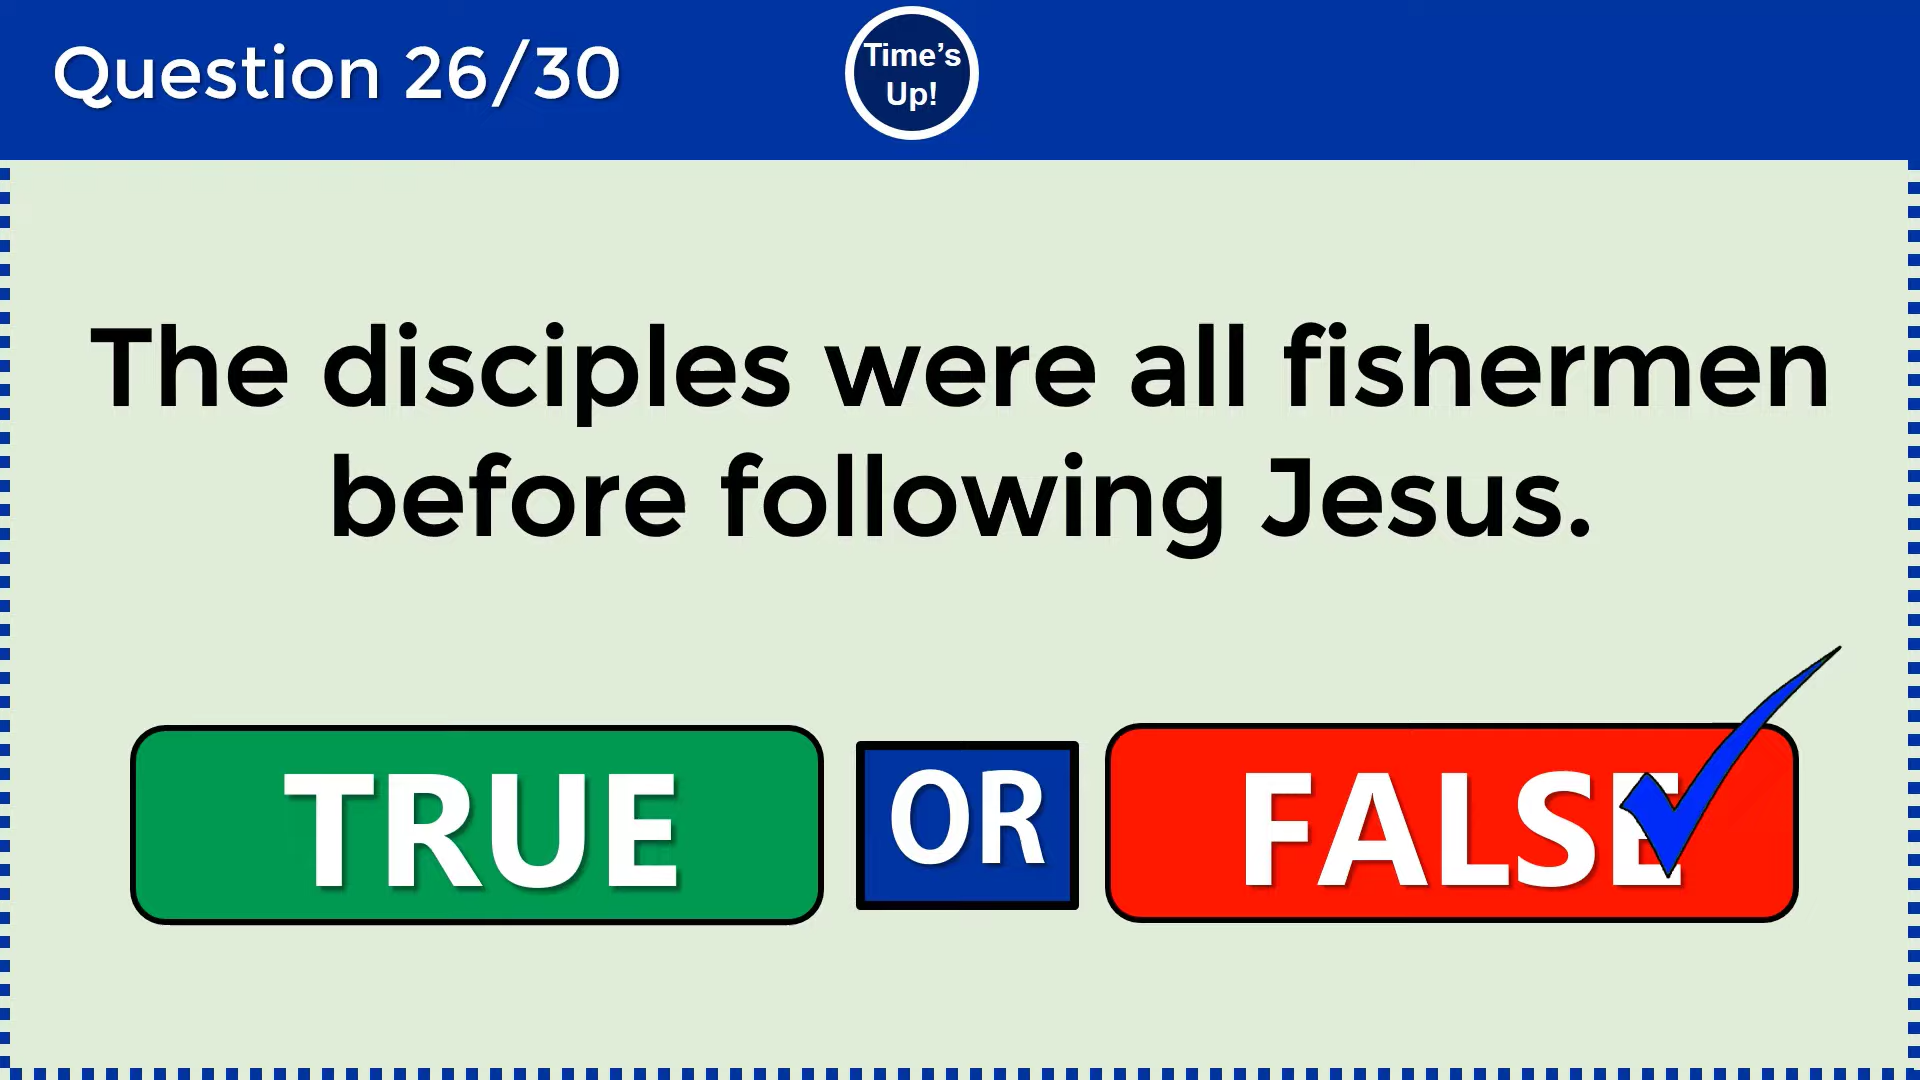 Question 26/30
Time’s
Up!
The disciples were all fishermen
before following Jesus.
TRUE
OR
FALSE